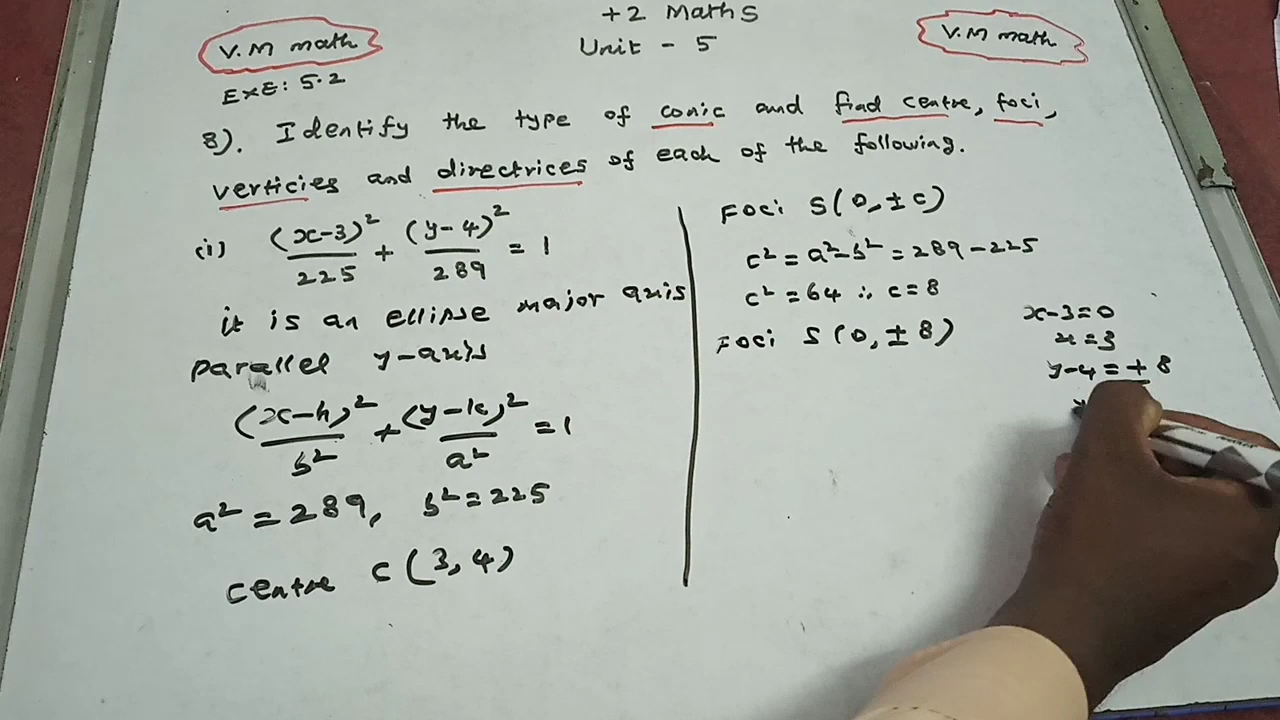 +2 Maths
V.M math
Unit - 5
V.M math
EXE: 5.2
8). Identify the type of conic and find centre, foci,
verticies and directrices of each of the following.
(i) (x-3)²/225 + (y-4)²/289 = 1
it is an ellipse major axis
parallel y-axis
(x-h)²/b² + (y-k)²/a² = 1
a² = 289, b² = 225
centre C(3,4)
Foci S(0, ± c)
c² = a²-b² = 289-225
c² = 64 ∴ c=8
Foci S(0, ± 8)
x-3=0
x=3
y-4 = + 8